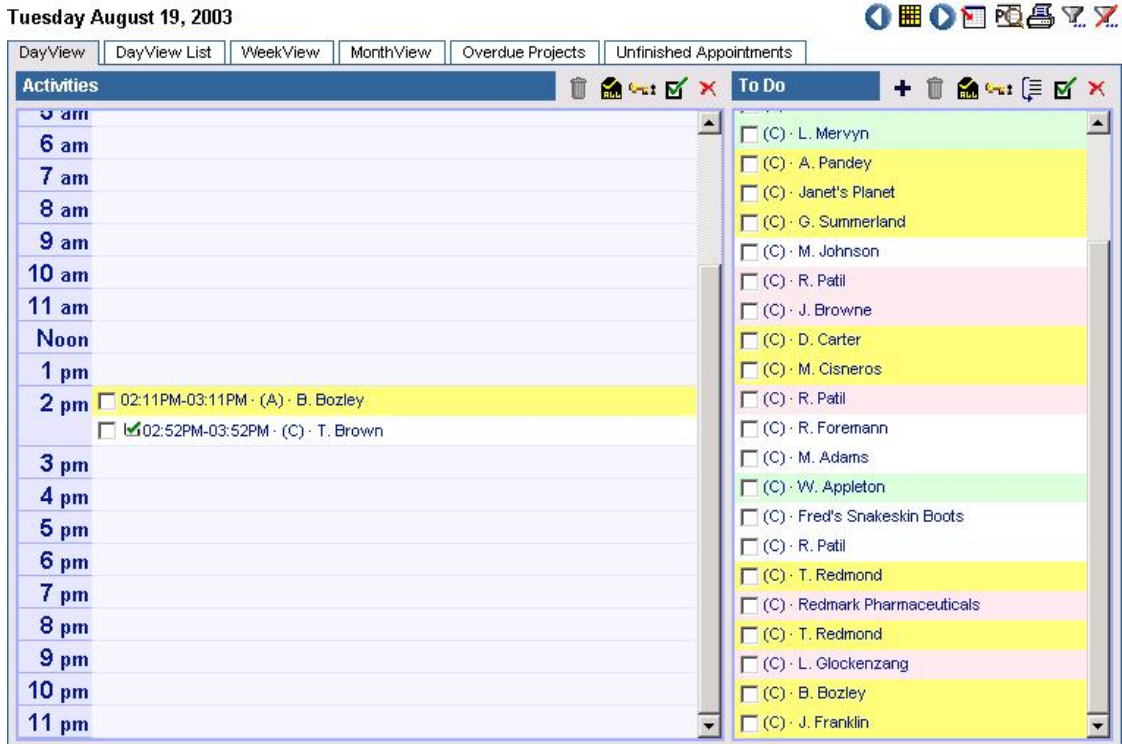 Tuesday August 19, 2003
DayView DayView List WeekView MonthView Overdue Projects Unfinished Appointments
Activities
To Do
5 am
6 am
7 am
8 am
9 am
10 am
11 am
Noon
1 pm
2 pm
02:11PM-03:11PM · (A) · B. Bozley
02:52PM-03:52PM · (C) · T. Brown
3 pm
4 pm
5 pm
6 pm
7 pm
8 pm
9 pm
10 pm
11 pm
(C) · L. Mervyn
(C) · A. Pandey
(C) · Janet's Planet
(C) · G. Summerland
(C) · M. Johnson
(C) · R. Patil
(C) · J. Browne
(C) · D. Carter
(C) · M. Cisneros
(C) · R. Patil
(C) · R. Foremann
(C) · M. Adams
(C) · W. Appleton
(C) · Fred's Snakeskin Boots
(C) · R. Patil
(C) · T. Redmond
(C) · Redmark Pharmaceuticals
(C) · T. Redmond
(C) · L. Glockenzang
(C) · B. Bozley
(C) · J. Franklin